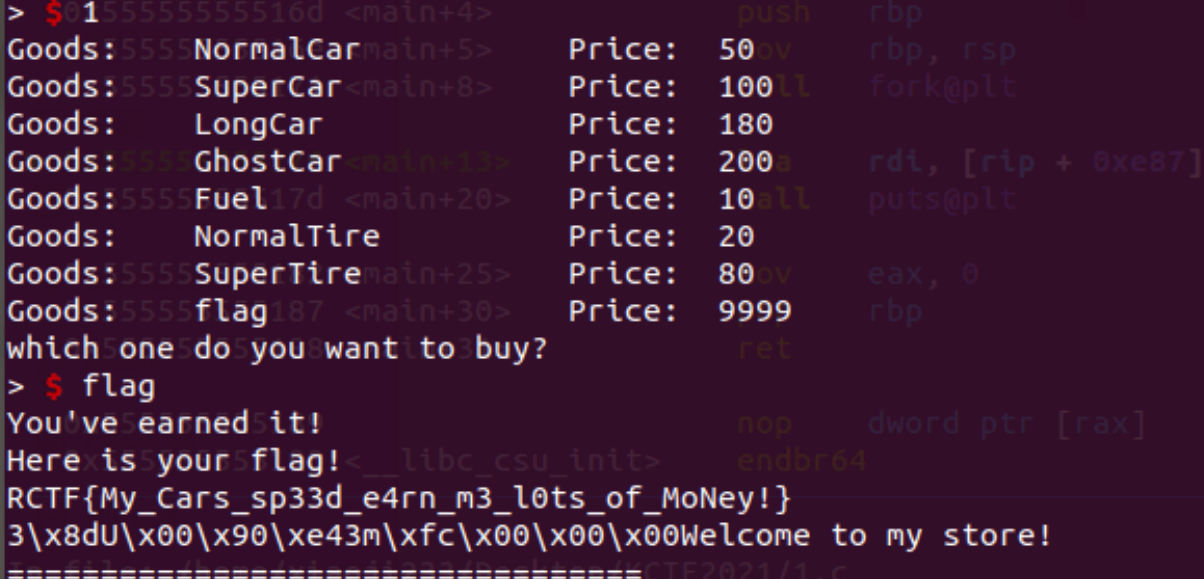 > $ 1
Goods: NormalCar Price: 50
Goods: SuperCar Price: 100
Goods: LongCar Price: 180
Goods: GhostCar Price: 200
Goods: Fuel Price: 10
Goods: NormalTire Price: 20
Goods: SuperTire Price: 80
Goods: flag Price: 9999
which one do you want to buy?
> $ flag
You've earned it!
Here is your flag!
RCTF{My_Cars_sp33d_e4rn_m3_l0ts_of_MoNey!}
3\x8dU\x00\x90\xe43m\xfc\x00\x00\x00Welcome to my store!
==================================